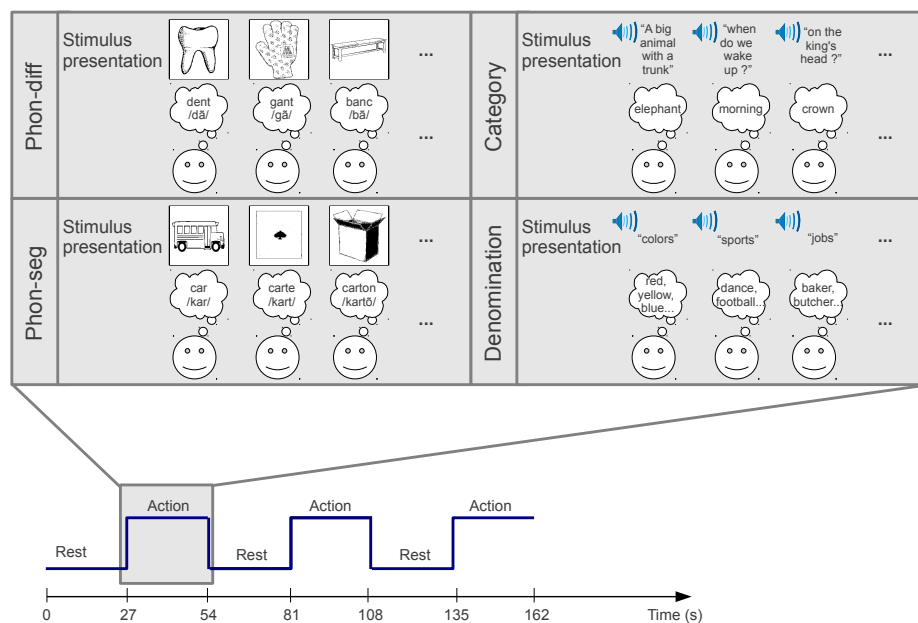 Phon-diff
Stimulus
presentation
...
dent
/dã/
gant
/gã/
banc
/bã/
...
Category
Stimulus
presentation
“A big
animal
with a
trunk”
“when
do we
wake
up ?”
“on the
king's
head ?”
...
elephant
morning
crown
...
Phon-seg
Stimulus
presentation
...
car
/kar/
carte
/kart/
carton
/kartõ/
...
Denomination
Stimulus
presentation
“colors”
“sports”
“jobs”
...
red,
yellow,
blue...
dance,
football...
baker,
butcher...
...
Action
Action
Action
Rest
Rest
Rest
0 27 54 81 108 135 162 Time (s)